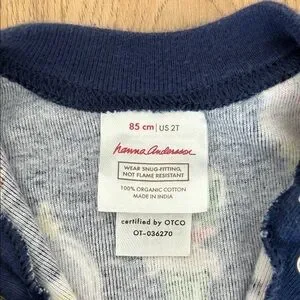 85 cm | US 2T
hanna Andersson
WEAR SNUG-FITTING,
NOT FLAME RESISTANT
100% ORGANIC COTTON
MADE IN INDIA
certified by OTCO
OT-036270